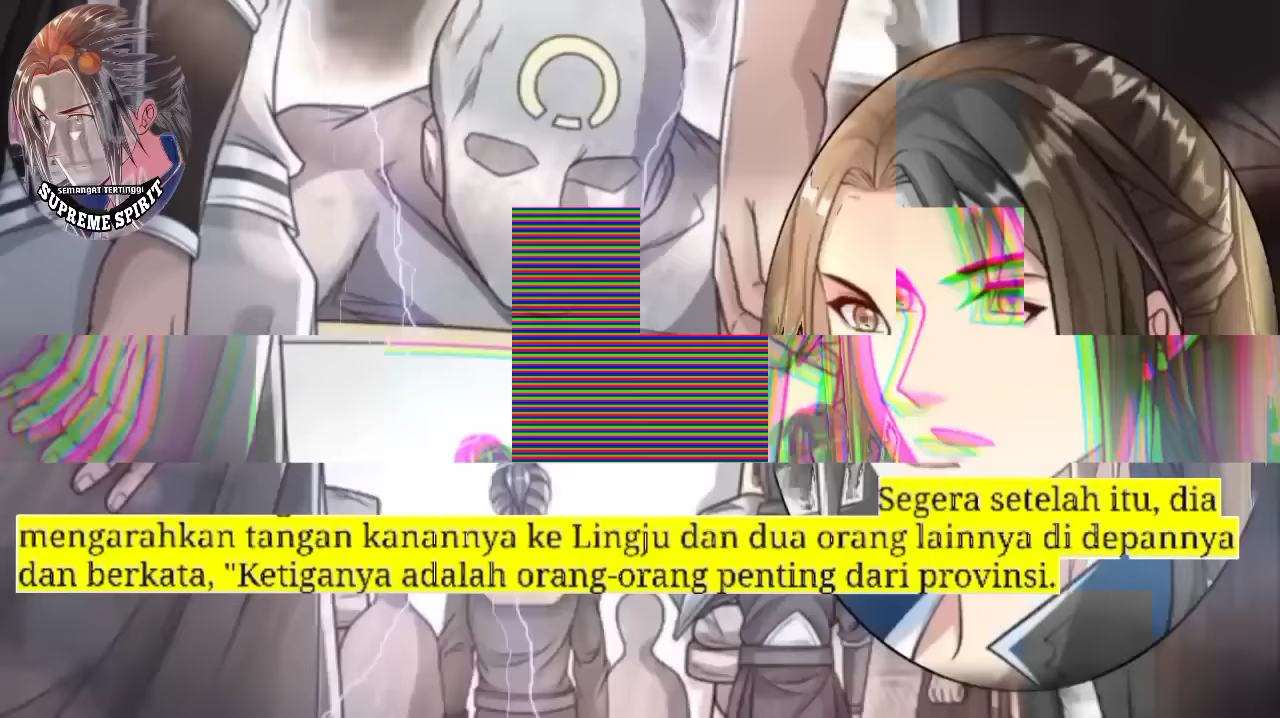 SEMANGAT TERTINGGI
SUPREME SPIRIT
Segera setelah itu, dia
mengarahkan tangan kanannya ke Lingju dan dua orang lainnya di depannya
dan berkata, "Ketiganya adalah orang-orang penting dari provinsi.